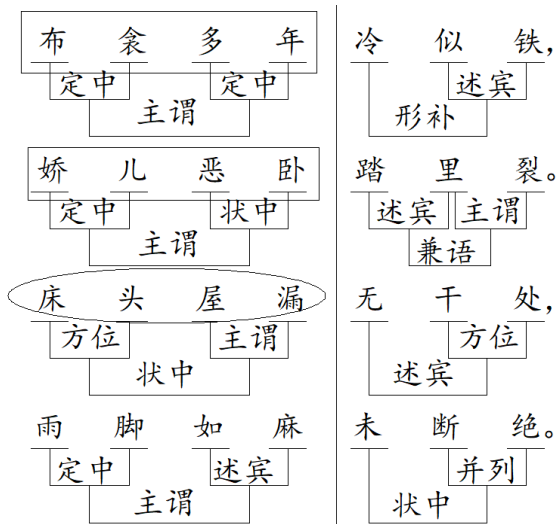 布衾多年 冷似铁，
定中 定中 述宾
主谓 形补
娇儿恶卧 踏里裂。
定中 状中 述宾 主谓
主谓 兼语
床头屋漏 无干处，
方位 主谓 方位
状中 述宾
雨脚如麻 未断绝。
定中 述宾 并列
主谓 状中